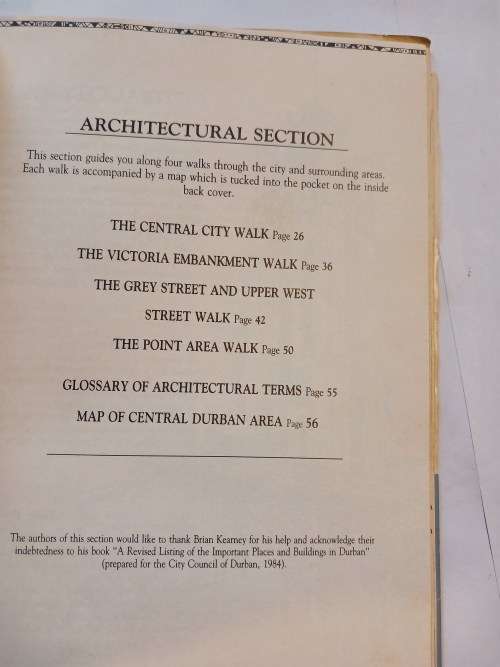 ARCHITECTURAL SECTION
This section guides you along four walks through the city and surrounding areas.
Each walk is accompanied by a map which is tucked into the pocket on the inside
back cover.
THE CENTRAL CITY WALK Page 26
THE VICTORIA EMBANKMENT WALK Page 36
THE GREY STREET AND UPPER WEST
STREET WALK Page 42
THE POINT AREA WALK Page 50
GLOSSARY OF ARCHITECTURAL TERMS Page 55
MAP OF CENTRAL DURBAN AREA Page 56
The authors of this section would like to thank Brian Kearney for his help and acknowledge their
indebtedness to his book "A Revised Listing of the Important Places and Buildings in Durban"
(prepared for the City Council of Durban, 1984).